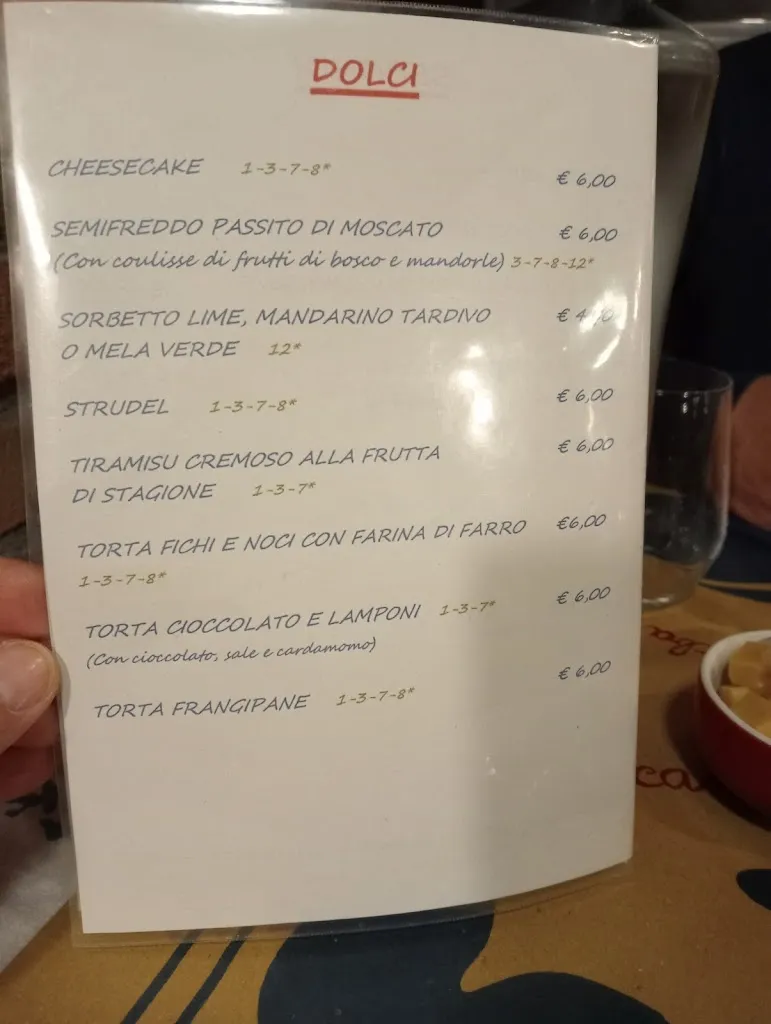 DOLCI
CHEESECAKE 1-3-7-8* € 6,00
SEMIFREDDO PASSITO DI MOSCATO € 6,00
(Con coulisse di frutti di bosco e mandorle) 3-7-8-12*
SORBETTO LIME, MANDARINO TARDIVO €
O MELA VERDE 12*
STRUDEL 1-3-7-8* € 6,00
TIRAMISU CREMOSO ALLA FRUTTA € 6,00
DI STAGIONE 1-3-7*
TORTA FICHI E NOCI CON FARINA DI FARRO €6,00
1-3-7-8*
TORTA CIOCCOLATO E LAMPONI 1-3-7* € 6,00
(Con cioccolato, sale e cardamomo)
TORTA FRANGIPANE 1-3-7-8* € 6,00